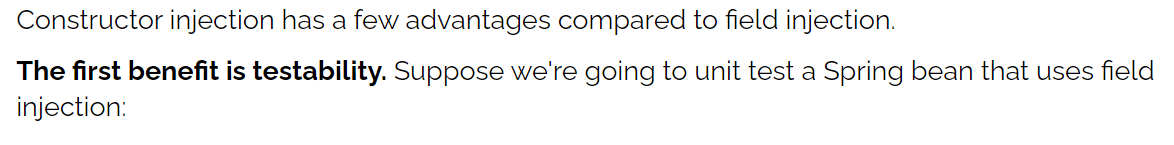 Constructor injection has a few advantages compared to field injection.
The first benefit is testability. Suppose we're going to unit test a Spring bean that uses field
injection: